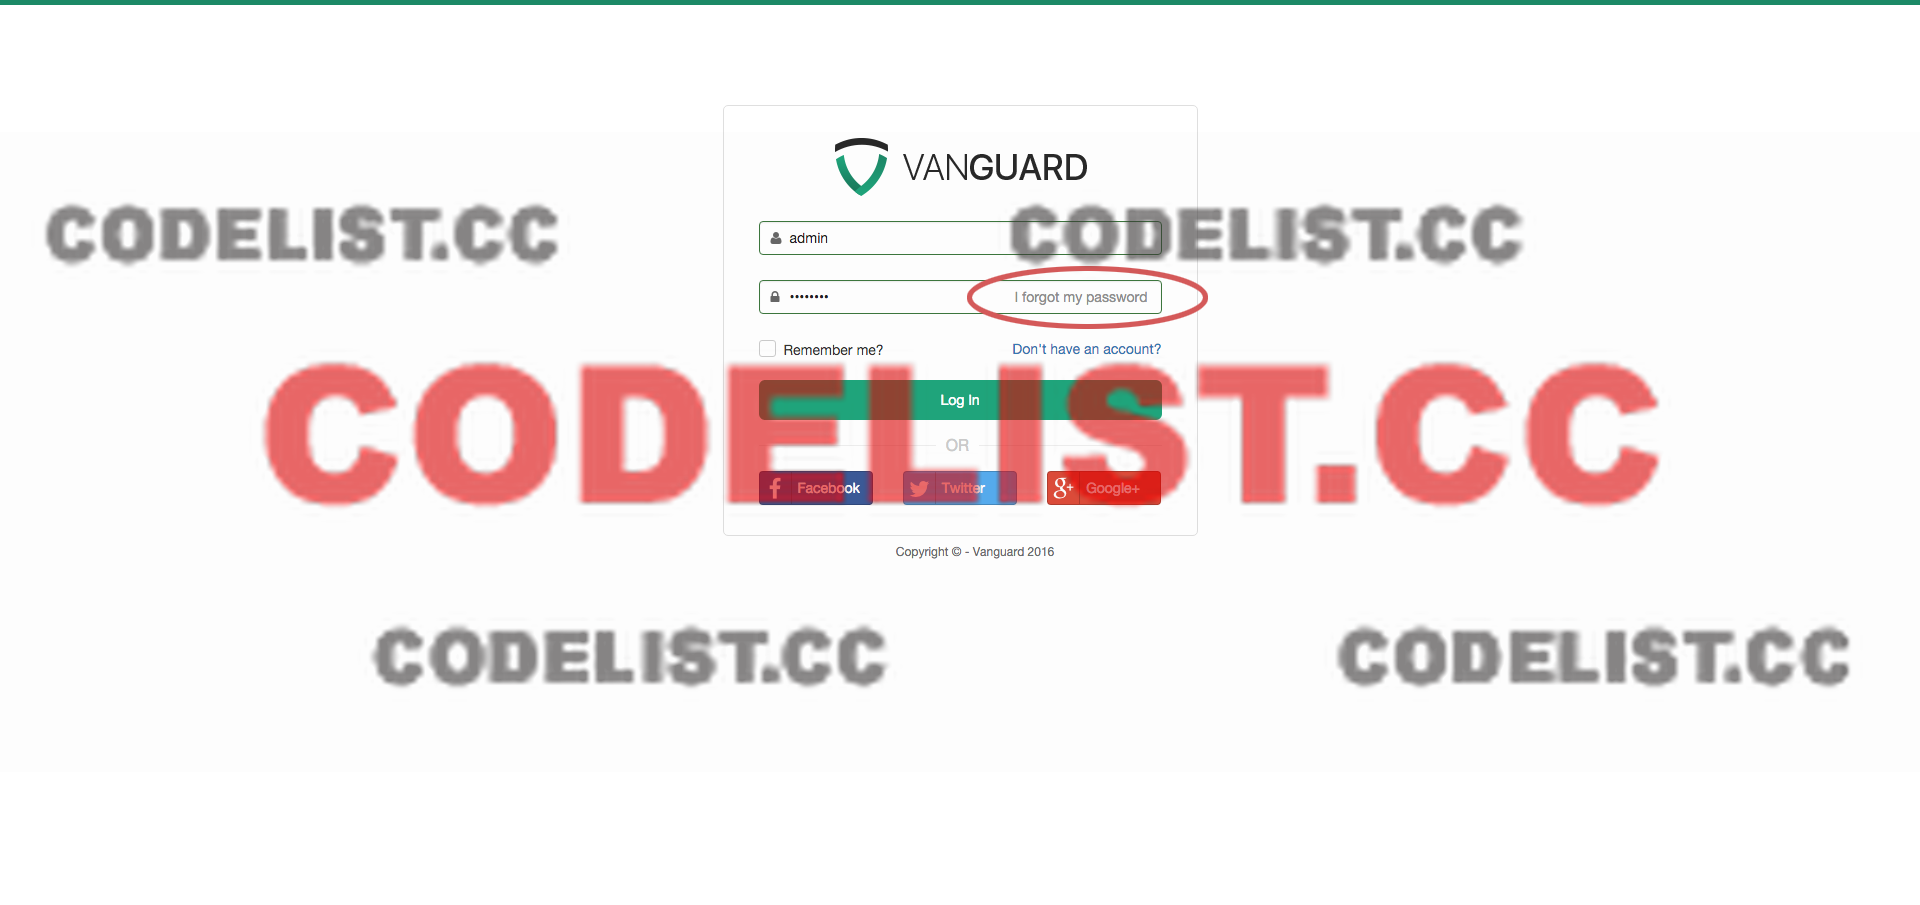 VANGUARD
CODELIST.CC
CODELIST.CC
admin
•••••••• I forgot my password
Remember me? Don't have an account?
CODELIST.CC
Log In
OR
Facebook Twitter g+ Google+
Copyright © - Vanguard 2016
CODELIST.CC
CODELIST.CC